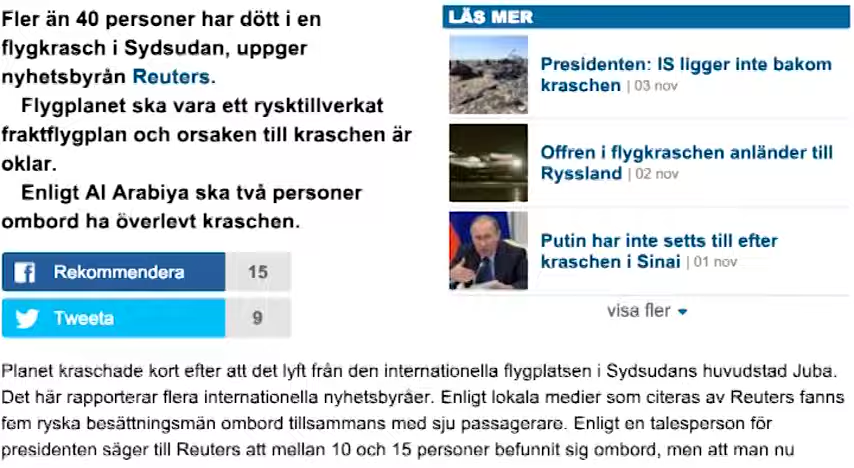 Fler än 40 personer har dött i en
flygkrasch i Sydsudan, uppger
nyhetsbyrån Reuters.
Flygplanet ska vara ett rysktillverkat
fraktflygplan och orsaken till kraschen är
oklar.
Enligt Al Arabiya ska två personer
ombord ha överlevt kraschen.
Rekommendera 15
Tweeta 9
LÄS MER
Presidenten: IS ligger inte bakom
kraschen | 03 nov
Offren i flygkraschen anländer till
Ryssland | 02 nov
Putin har inte setts till efter
kraschen i Sinai | 01 nov
visa fler
Planet kraschade kort efter att det lyft från den internationella flygplatsen i Sydsudans huvudstad Juba.
Det här rapporterar flera internationella nyhetsbyråer. Enligt lokala medier som citeras av Reuters fanns
fem ryska besättningsmän ombord tillsammans med sju passagerare. Enligt en talesperson för
presidenten säger till Reuters att mellan 10 och 15 personer befunnit sig ombord, men att man nu